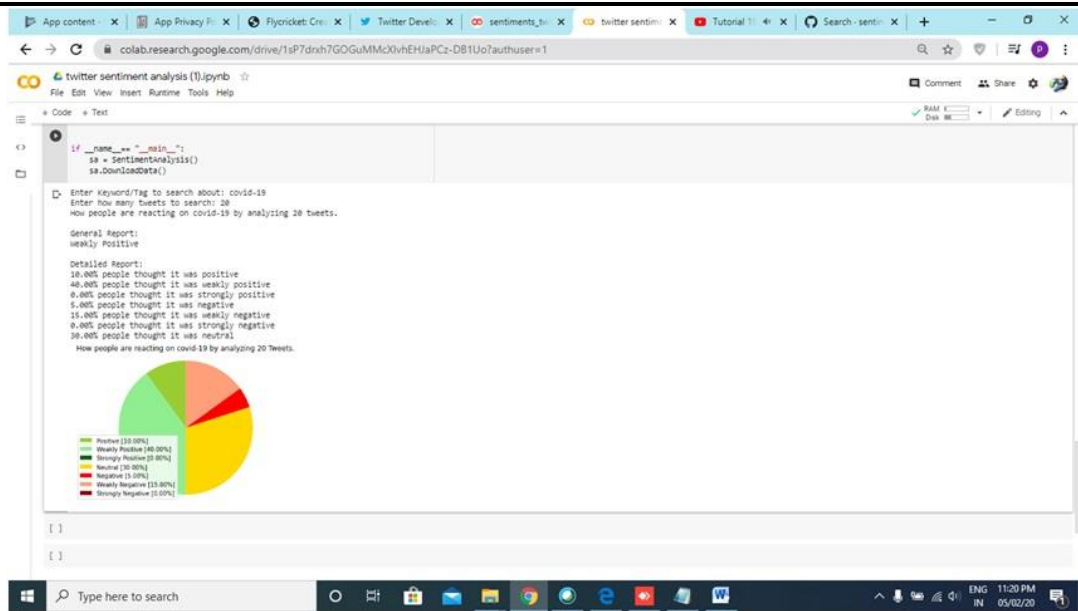 App content -
App Privacy P
Flycricket: Cre
Twitter Develo
sentiments_tw
twitter sentime
Tutorial 1
Search · sentim
colab.research.google.com/drive/1sP7drxh7GOGuMMcXlvhEHJaPCz-DB1Uo?authuser=1
twitter sentiment analysis (1).ipynb
Comment Share
File Edit View Insert Runtime Tools Help
+ Code + Text
RAM
Disk
Editing
if __name__== "__main__":
sa = SentimentAnalysis()
sa.DownloadData()
Enter Keyword/Tag to search about: covid-19
Enter how many tweets to search: 20
How people are reacting on covid-19 by analyzing 20 tweets.
General Report:
Weakly Positive
Detailed Report:
10.00% people thought it was positive
40.00% people thought it was weakly positive
0.00% people thought it was strongly positive
5.00% people thought it was negative
15.00% people thought it was weakly negative
0.00% people thought it was strongly negative
30.00% people thought it was neutral
How people are reacting on covid-19 by analyzing 20 Tweets.
Positive [10.00%]
Weakly Positive [40.00%]
Strongly Positive [0.00%]
Neutral [30.00%]
Negative [5.00%]
Weakly Negative [15.00%]
Strongly Negative [0.00%]
[ ]
[ ]
Type here to search
ENG
IN
11:20 PM
05/02/20